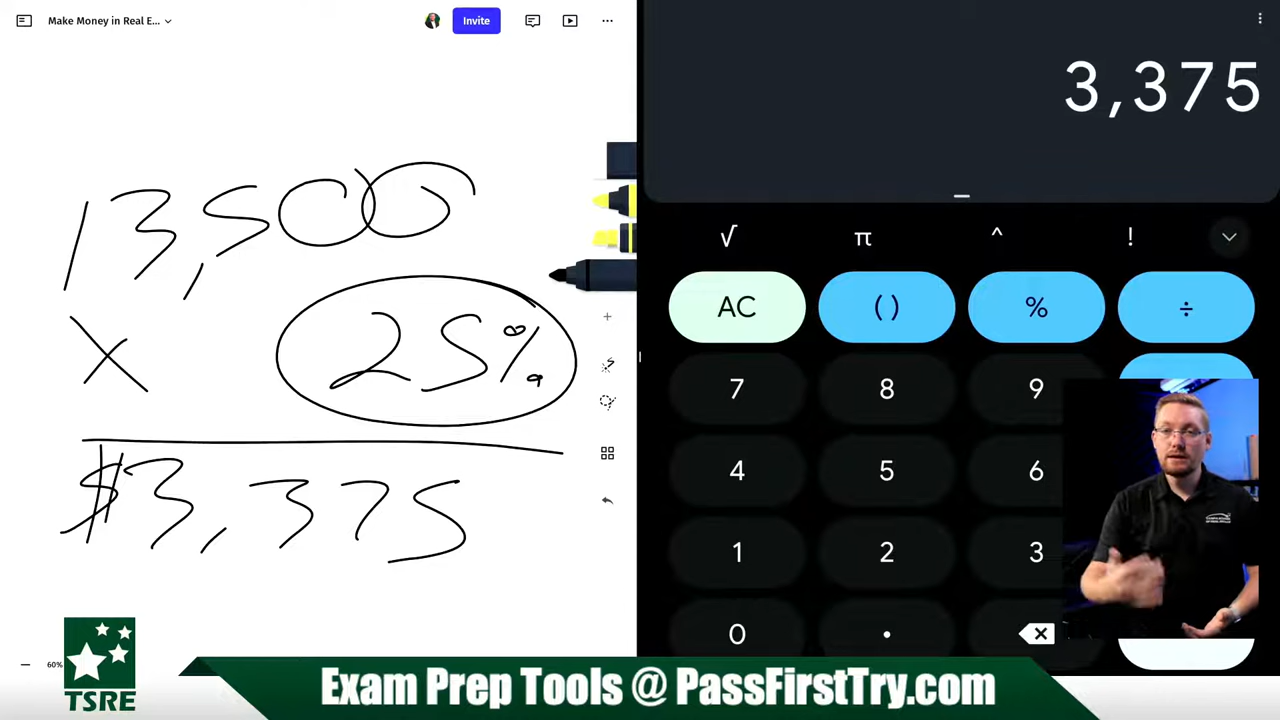 Make Money in Real E...
Invite
...
13,500
X 25%
$3,375
60%
TSRE
3,375
√ π ^ !
AC ( ) % ÷
7 8 9
4 5 6
1 2 3
0 .
Exam Prep Tools @ PassFirstTry.com